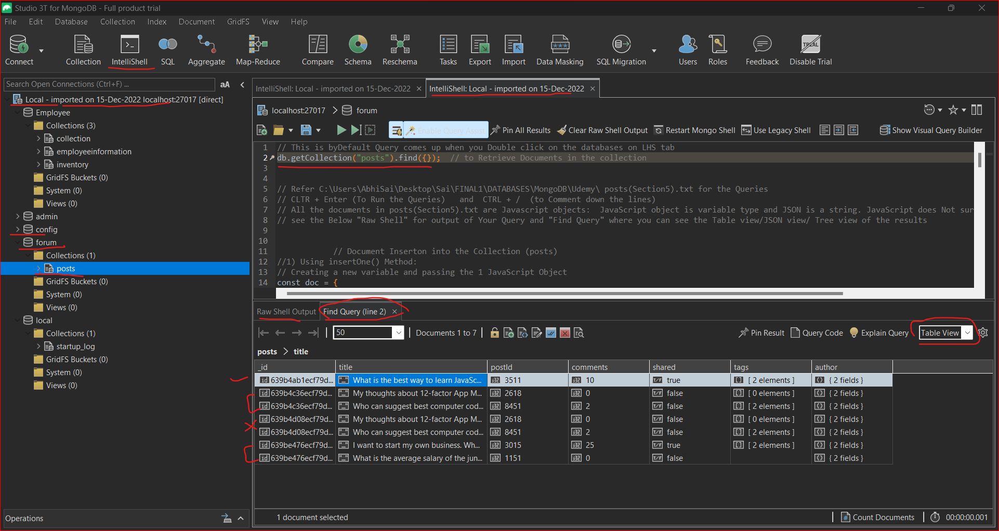 Studio 3T for MongoDB - Full product trial
File Edit Database Collection Index Document GridFS View Help
Connect Collection IntelliShell SQL Aggregate Map-Reduce Compare Schema Reschema Tasks Export Import Data Masking SQL Migration Users Roles Feedback Disable Trial
TRIAL
Search Open Connections (Ctrl+F) ... aA
Local - imported on 15-Dec-2022 localhost:27017 [direct]
Employee
Collections (3)
collection
employeeinformation
inventory
GridFS Buckets (0)
System (0)
Views (0)
admin
config
forum
Collections (1)
posts
GridFS Buckets (0)
System (0)
Views (0)
local
Collections (1)
startup_log
GridFS Buckets (0)
System (0)
Views (0)
Operations
IntelliShell: Local - imported on 15-Dec-2022 IntelliShell: Local - imported on 15-Dec-2022
localhost:27017 forum
Enable Query Assist Pin All Results Clear Raw Shell Output Restart Mongo Shell Use Legacy Shell Show Visual Query Builder
1 // This is byDefault Query comes up when you Double click on the databases on LHS tab
2 db.getCollection("posts").find({}); // to Retrieve Documents in the collection
3
4
5 // Refer C:\Users\AbhiSai\Desktop\Sai\FINAL1\DATABASES\MongoDB\Udemy\ posts(Section5).txt for the Queries
6 // CLTR + Enter (To Run the Queries) and CTRL + / (to Comment down the lines)
7 // All the documents in posts(Section5).txt are Javascript objects: JavaScript object is variable type and JSON is a string. JavaScript does Not sur
8 // see the Below "Raw Shell" for output of Your Query and "Find Query" where you can see the Table view/JSON view/ Tree view of the results
9
10
11 // Document Inserton into the Collection (posts)
12 //1) Using insertOne() Method:
13 // Creating a new variable and passing the 1 JavaScript Object
14 const doc = {
Raw Shell Output Find Query (line 2)
50 Documents 1 to 7 Pin Result Query Code Explain Query Table View
posts > title
_id title postId comments shared tags author
639b4ab1ecf79d... What is the best way to learn JavaSc... 3511 10 true [ 2 elements ] { 2 fields }
639b4c36ecf79d... My thoughts about 12-factor App M... 2618 0 false [ 0 elements ] { 2 fields }
639b4c36ecf79d... Who can suggest best computer cod... 8451 2 false [ 2 elements ] { 2 fields }
639b4d08ecf79d... My thoughts about 12-factor App M... 2618 0 false [ 0 elements ] { 2 fields }
639b4d08ecf79d... Who can suggest best computer cod... 8451 2 false [ 2 elements ] { 2 fields }
639be476ecf79d... I want to start my own business. Wh... 3015 25 true [ 2 elements ] { 2 fields }
639be476ecf79d... What is the average salary of the jun... 1151 0 false { 2 fields }
1 document selected Count Documents 00:00:00.001